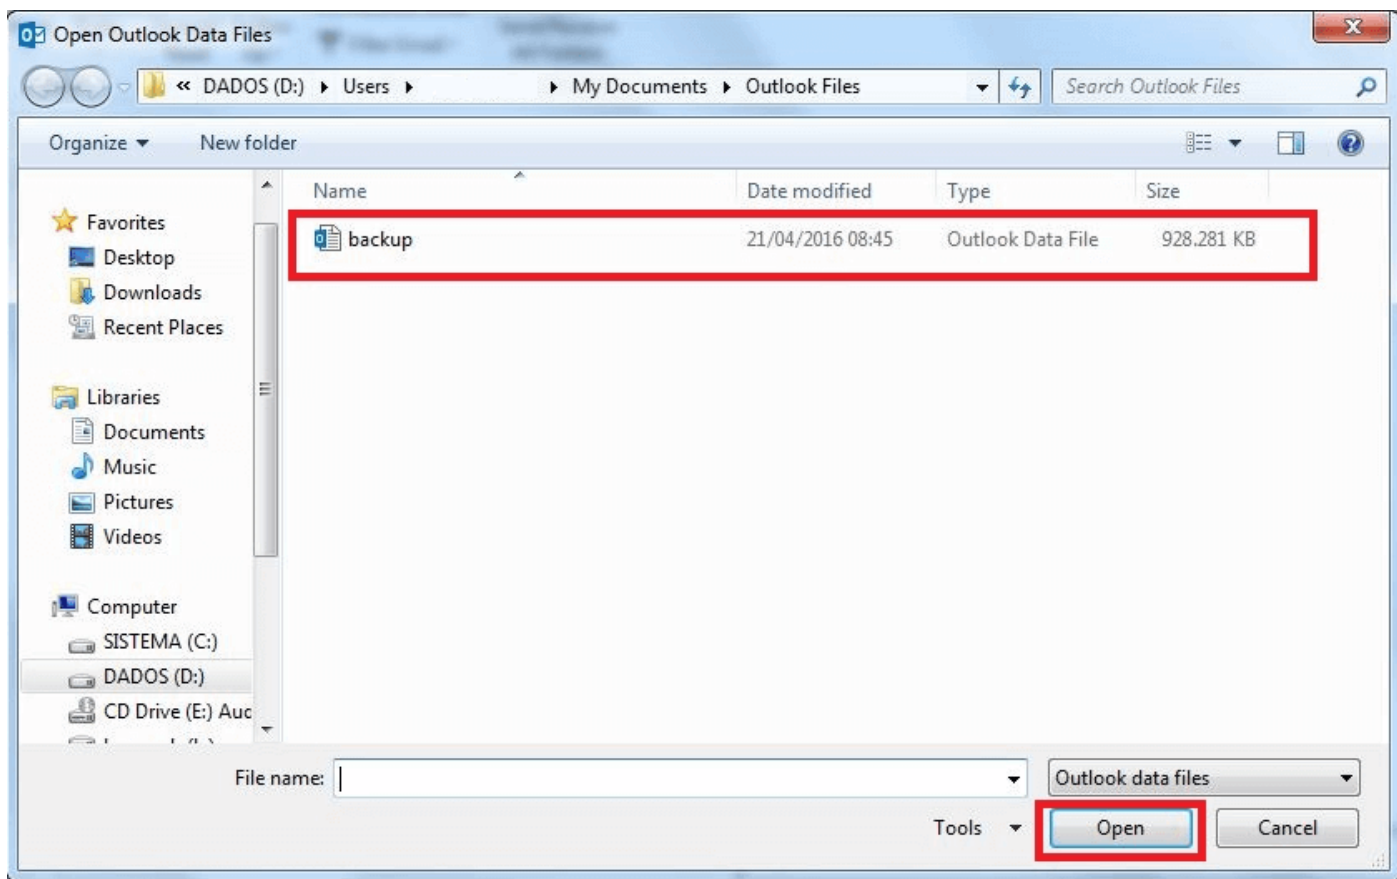 Open Outlook Data Files
« DADOS (D:) Users My Documents Outlook Files Search Outlook Files
Organize New folder
Name Date modified Type Size
Favorites
backup 21/04/2016 08:45 Outlook Data File 928.281 KB
Desktop
Downloads
Recent Places
Libraries
Documents
Music
Pictures
Videos
Computer
SISTEMA (C:)
DADOS (D:)
CD Drive (E:) Auc
File name: Outlook data files
Tools Open Cancel